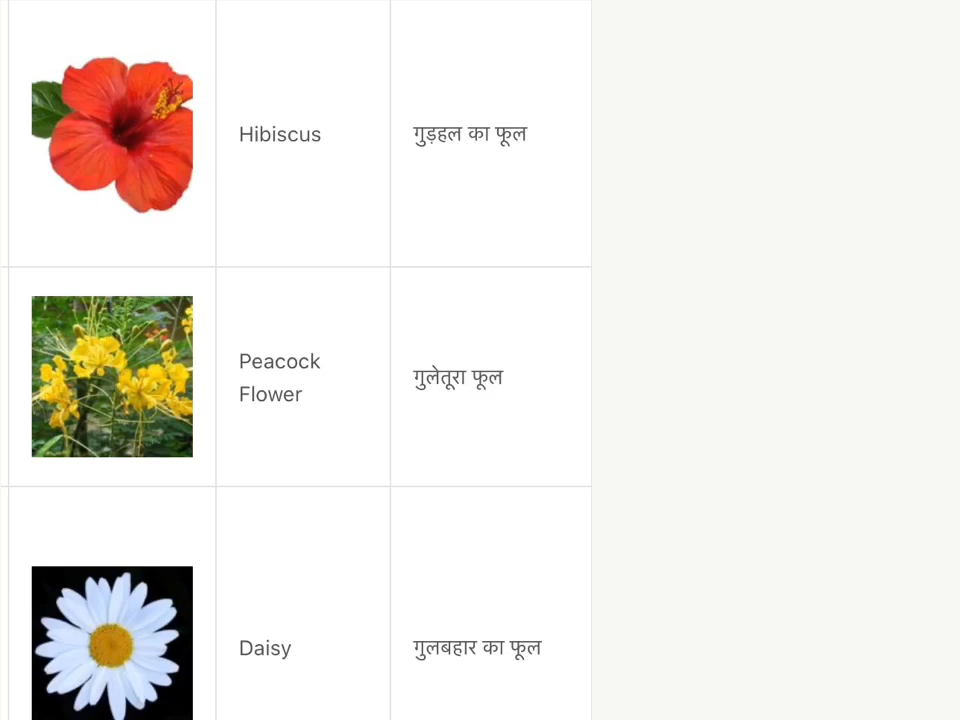 Hibiscus
गुड़हल का फूल
Peacock
Flower
गुलेतूरा फूल
Daisy
गुलबहार का फूल